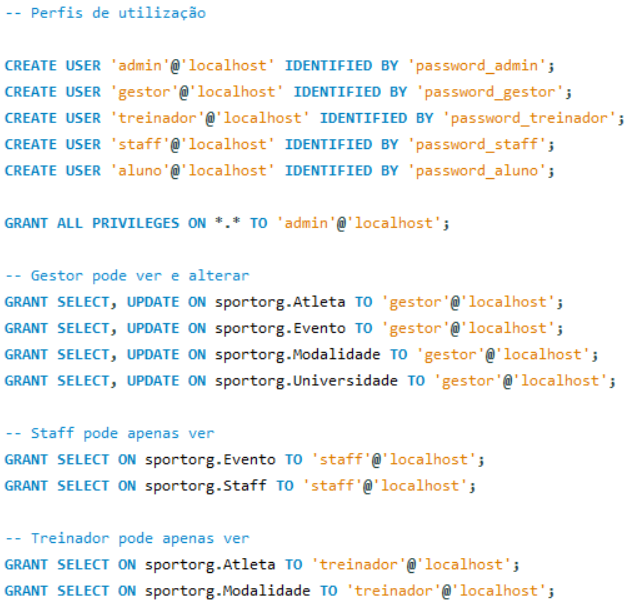 -- Perfis de utilização
CREATE USER 'admin'@'localhost' IDENTIFIED BY 'password_admin';
CREATE USER 'gestor'@'localhost' IDENTIFIED BY 'password_gestor';
CREATE USER 'treinador'@'localhost' IDENTIFIED BY 'password_treinador';
CREATE USER 'staff'@'localhost' IDENTIFIED BY 'password_staff';
CREATE USER 'aluno'@'localhost' IDENTIFIED BY 'password_aluno';
GRANT ALL PRIVILEGES ON *.* TO 'admin'@'localhost';
-- Gestor pode ver e alterar
GRANT SELECT, UPDATE ON sportorg.Atleta TO 'gestor'@'localhost';
GRANT SELECT, UPDATE ON sportorg.Evento TO 'gestor'@'localhost';
GRANT SELECT, UPDATE ON sportorg.Modalidade TO 'gestor'@'localhost';
GRANT SELECT, UPDATE ON sportorg.Universidade TO 'gestor'@'localhost';
-- Staff pode apenas ver
GRANT SELECT ON sportorg.Evento TO 'staff'@'localhost';
GRANT SELECT ON sportorg.Staff TO 'staff'@'localhost';
-- Treinador pode apenas ver
GRANT SELECT ON sportorg.Atleta TO 'treinador'@'localhost';
GRANT SELECT ON sportorg.Modalidade TO 'treinador'@'localhost';